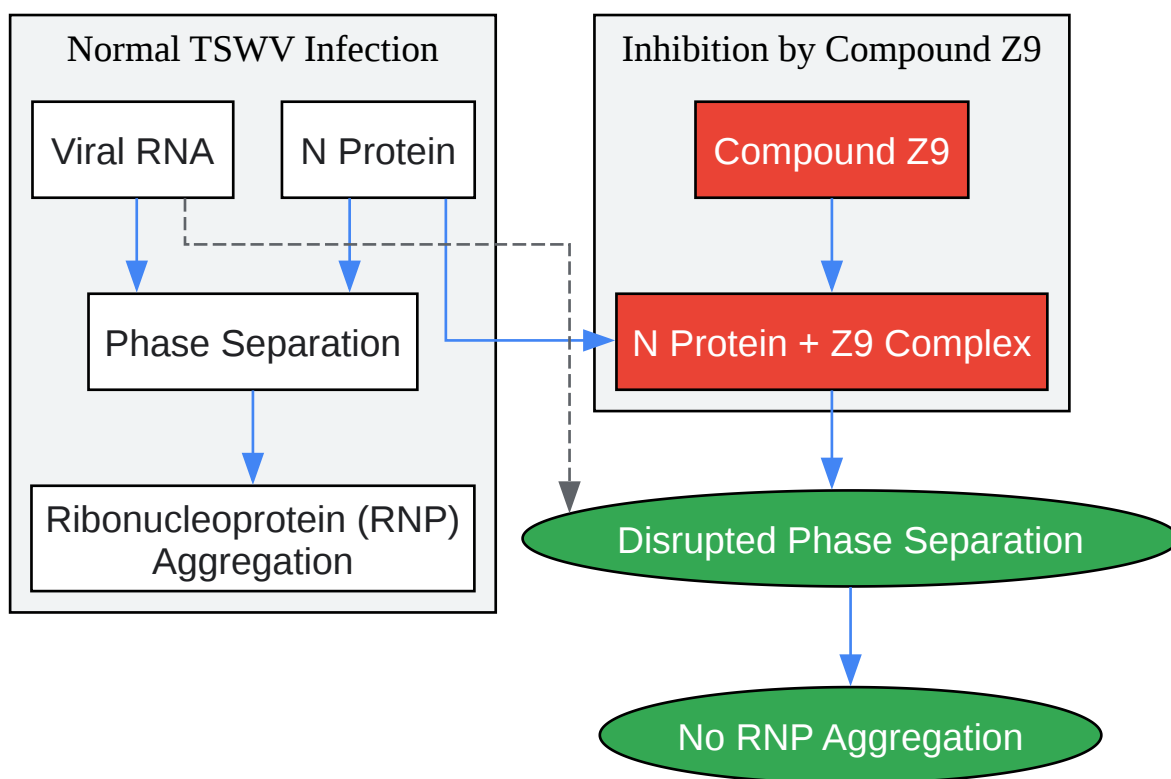 Normal TSWV Infection
Viral RNA
N Protein
Phase Separation
Ribonucleoprotein (RNP)
Aggregation
Inhibition by Compound Z9
Compound Z9
N Protein + Z9 Complex
Disrupted Phase Separation
No RNP Aggregation